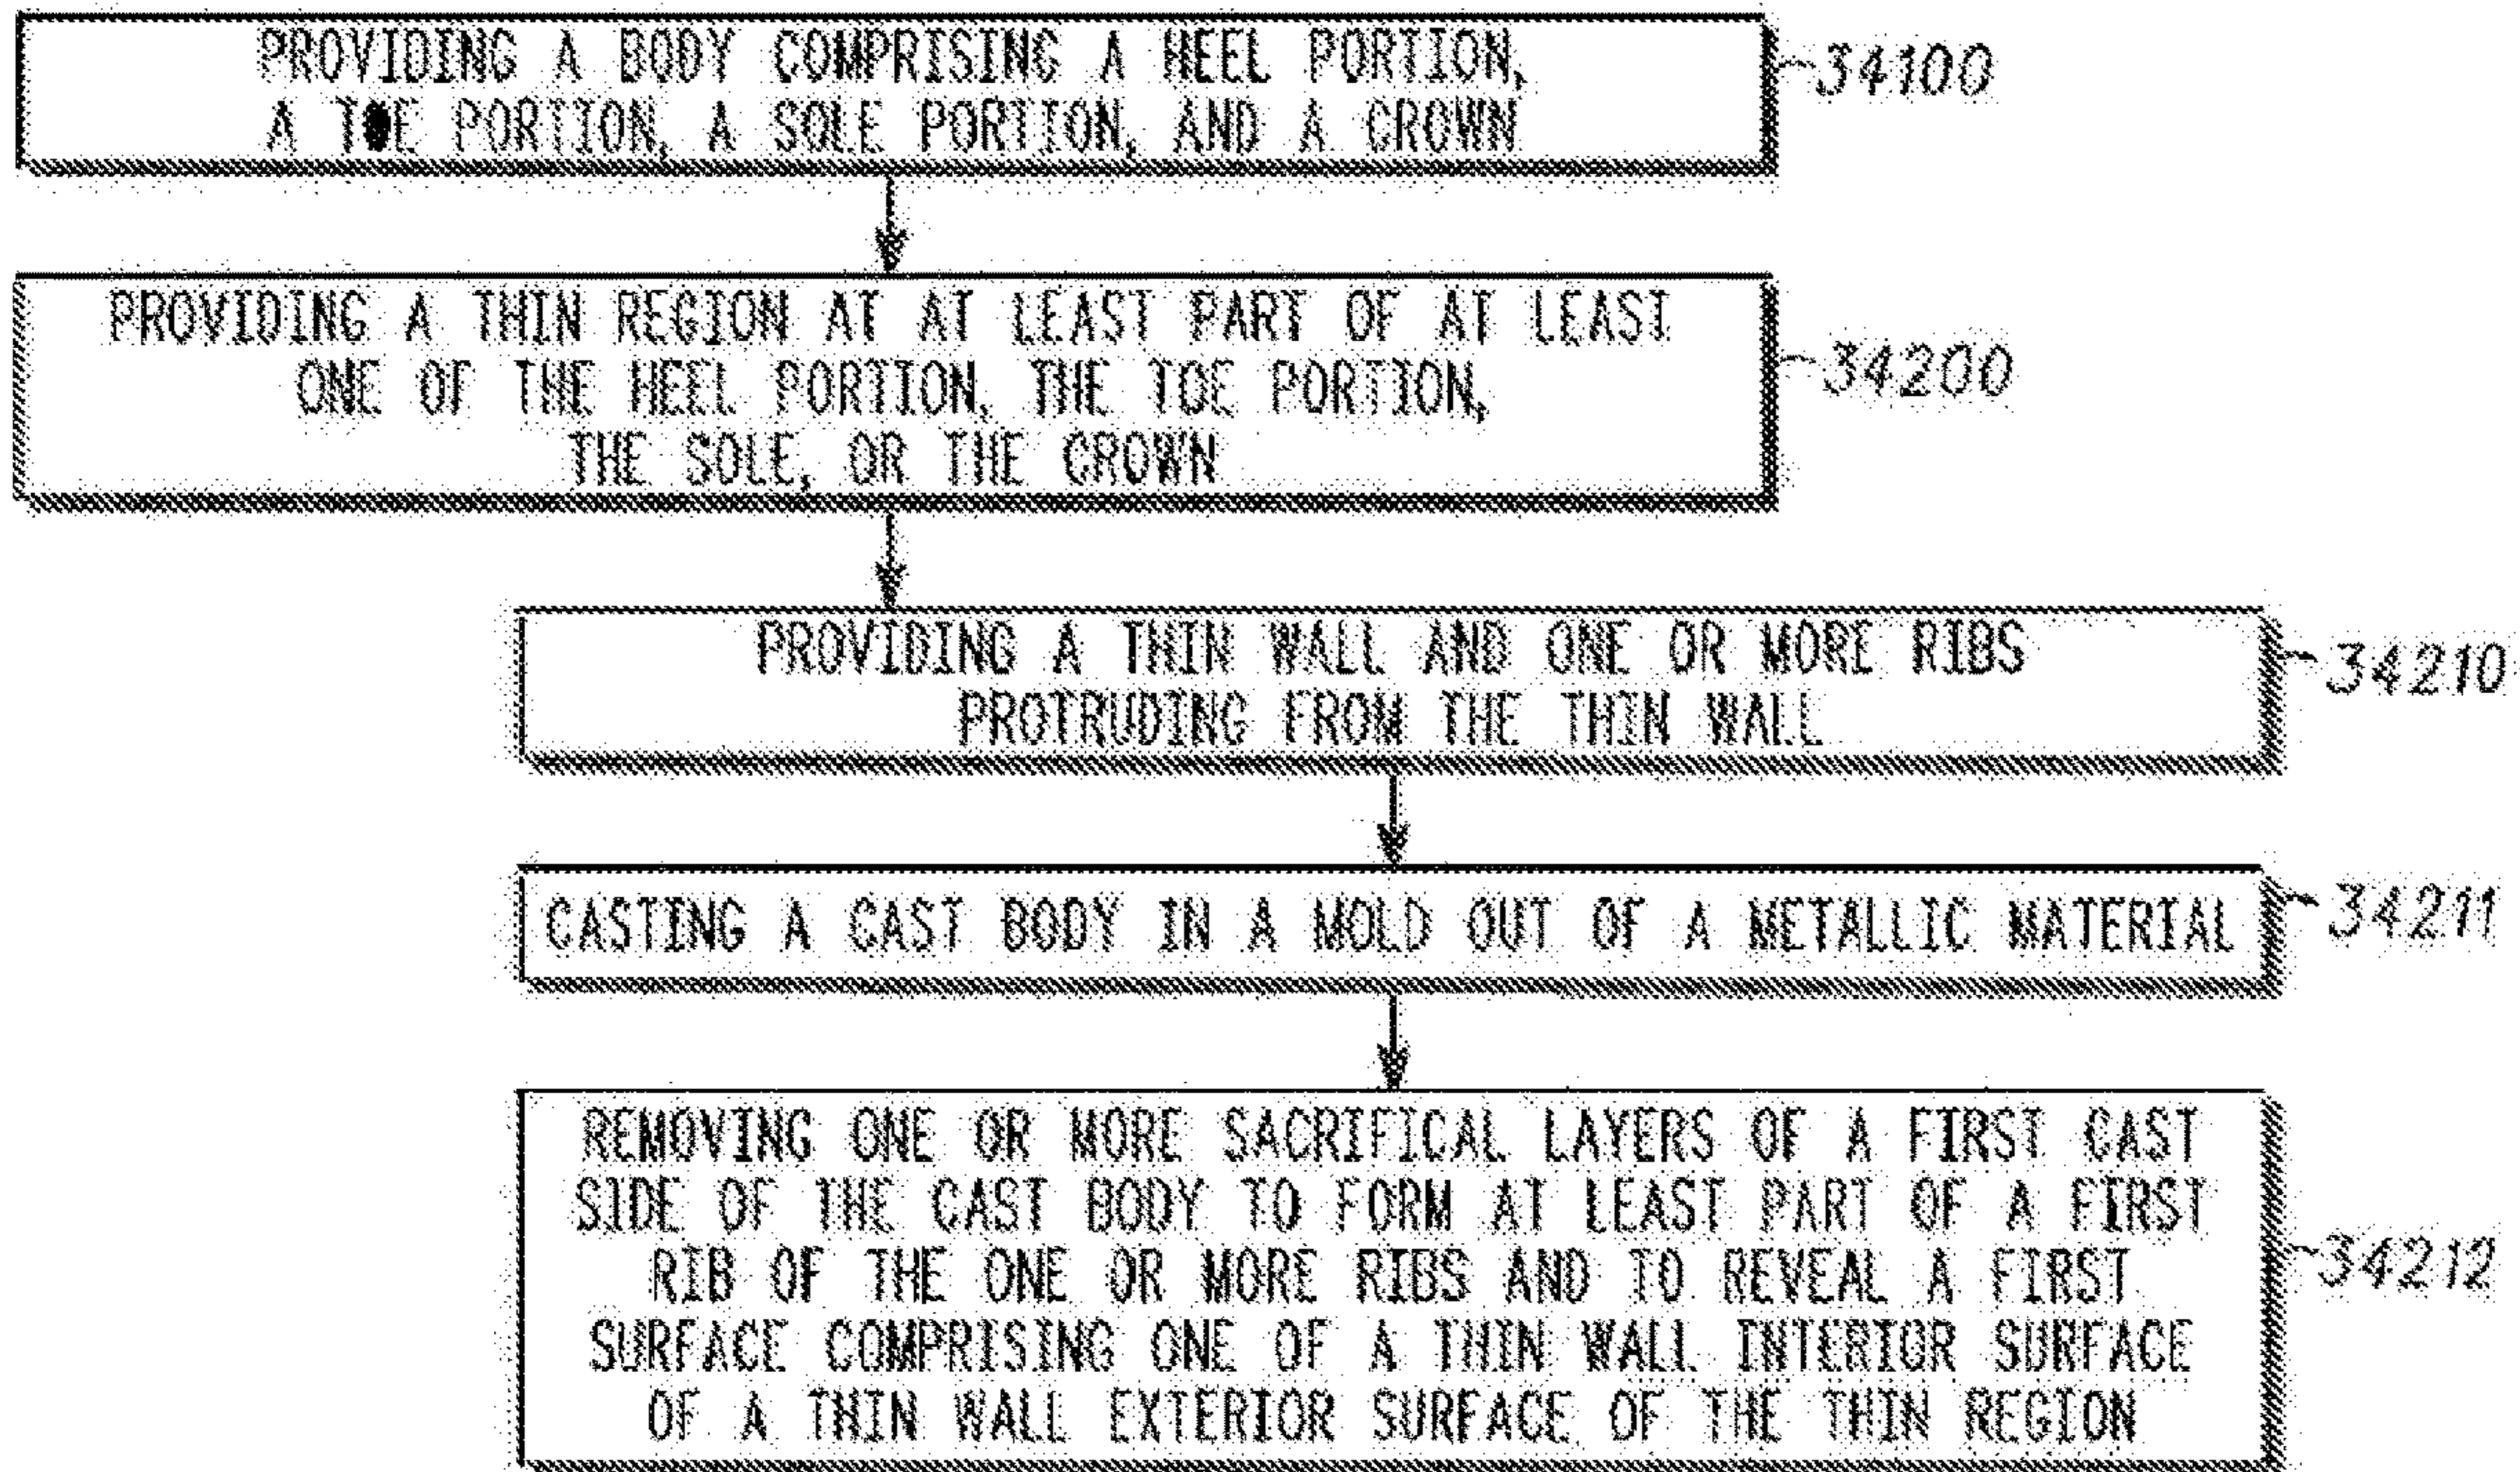 PROVIDING A BODY COMPRISING A HEEL PORTION,
A TOE PORTION, A SOLE PORTION, AND A CROWN
34100
PROVIDING A THIN REGION AT AT LEAST PART OF AT LEAST
ONE OF THE HEEL PORTION, THE TOE PORTION,
THE SOLE, OR THE CROWN
34200
PROVIDING A THIN WALL AND ONE OR MORE RIBS
PROTRUDING FROM THE THIN WALL
34210
CASTING A CAST BODY IN A MOLD OUT OF A METALLIC MATERIAL
34211
REMOVING ONE OR MORE SACRIFICAL LAYERS OF A FIRST CAST
SIDE OF THE CAST BODY TO FORM AT LEAST PART OF A FIRST
RIB OF THE ONE OR MORE RIBS AND TO REVEAL A FIRST
SURFACE COMPRISING ONE OF A THIN WALL INTERIOR SURFACE
OF A THIN WALL EXTERIOR SURFACE OF THE THIN REGION
34212